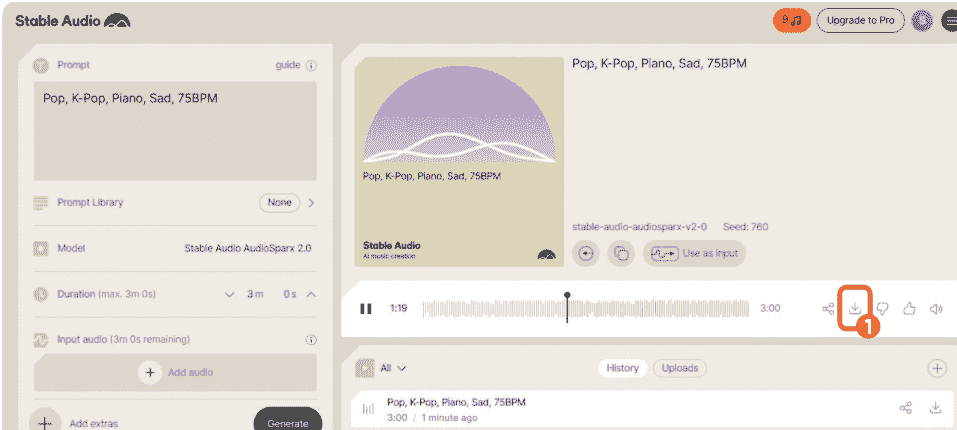 Stable Audio
9
Upgrade to Pro
Prompt
guide
Pop, K-Pop, Piano, Sad, 75BPM
Prompt Library
None
Model
Stable Audio AudioSparx 2.0
Duration (max. 3m 0s)
3 m
0 s
Input audio (3m 0s remaining)
Add audio
Add extras
Generate
Pop, K-Pop, Piano, Sad, 75BPM
Pop, K-Pop, Piano, Sad, 75BPM
Stable Audio
AI music creation
stable-audio-audiosparx-v2-0 Seed: 760
Use as input
1:19
3:00
1
All
History
Uploads
Pop, K-Pop, Piano, Sad, 75BPM
3:00 / 1 minute ago